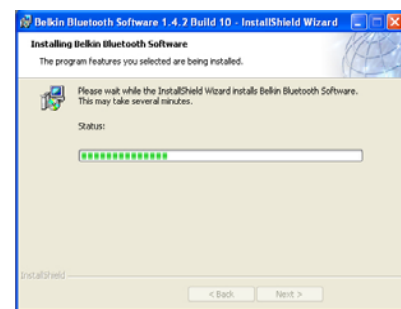 Belkin Bluetooth Software 1.4.2 Build 10 - InstallShield Wizard
Installing Belkin Bluetooth Software
The program features you selected are being installed.
Please wait while the InstallShield Wizard installs Belkin Bluetooth Software.
This may take several minutes.
Status:
InstallShield
< Back Next >